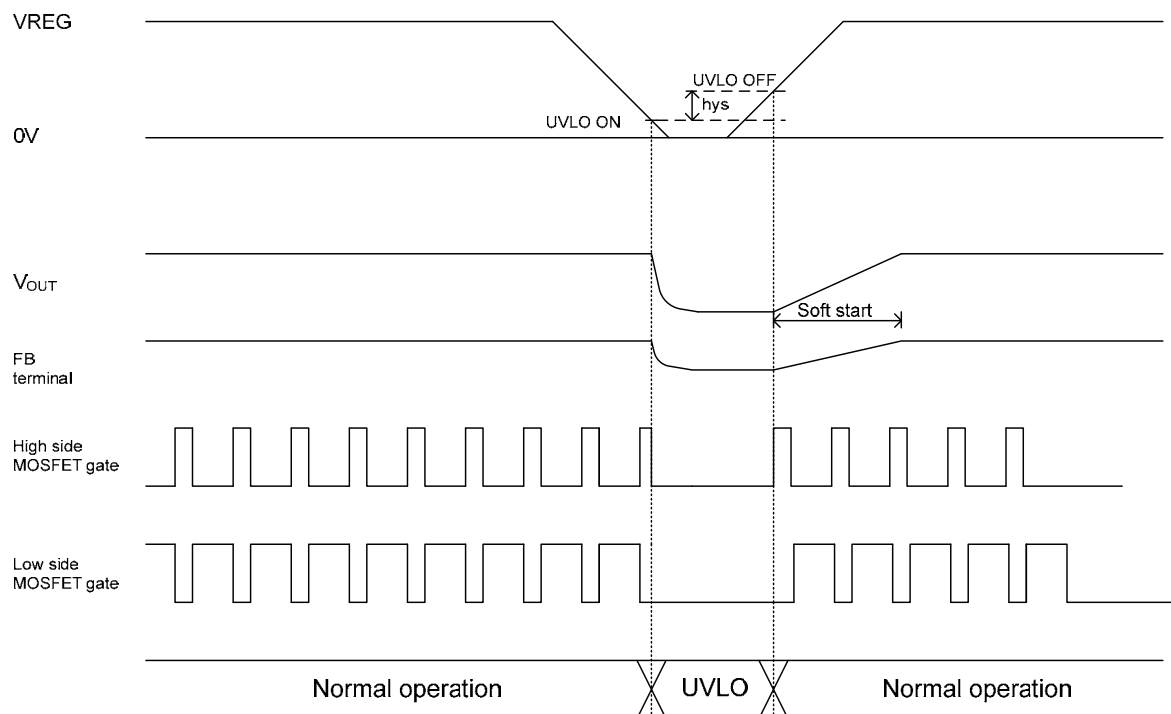 VREG
UVLO OFF
hys
UVLO ON
0V
VOUT
Soft start
FB
terminal
High side
MOSFET gate
Low side
MOSFET gate
Normal operation
UVLO
Normal operation